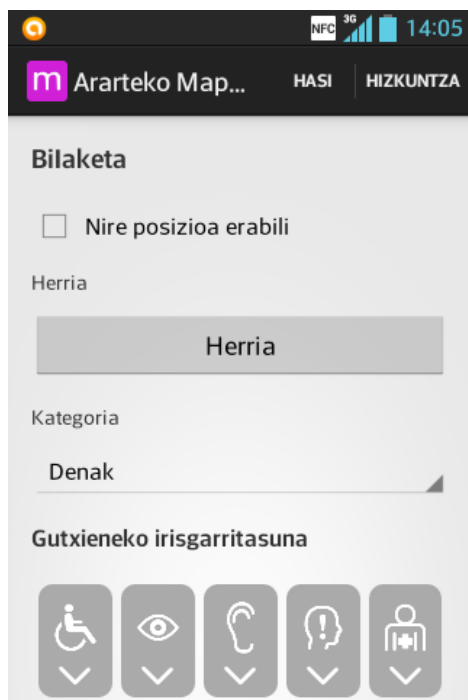 NFC 3G 14:05
m Ararteko Map... HASI HIZKUNTZA
Bilaketa
Nire posizioa erabili
Herria
Herria
Kategoria
Denak
Gutxieneko irisgarritasuna